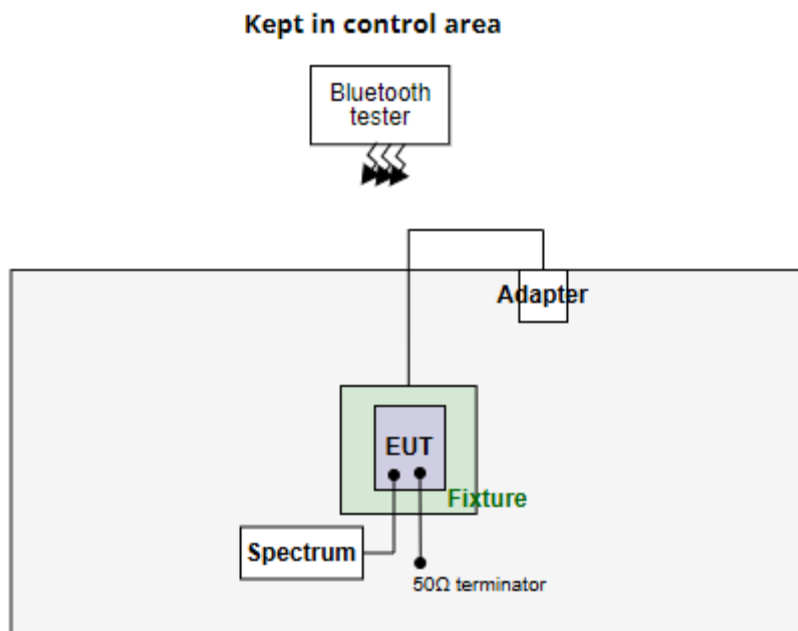 Kept in control area
Bluetooth
tester
Adapter
EUT
Fixture
Spectrum
50Ω terminator